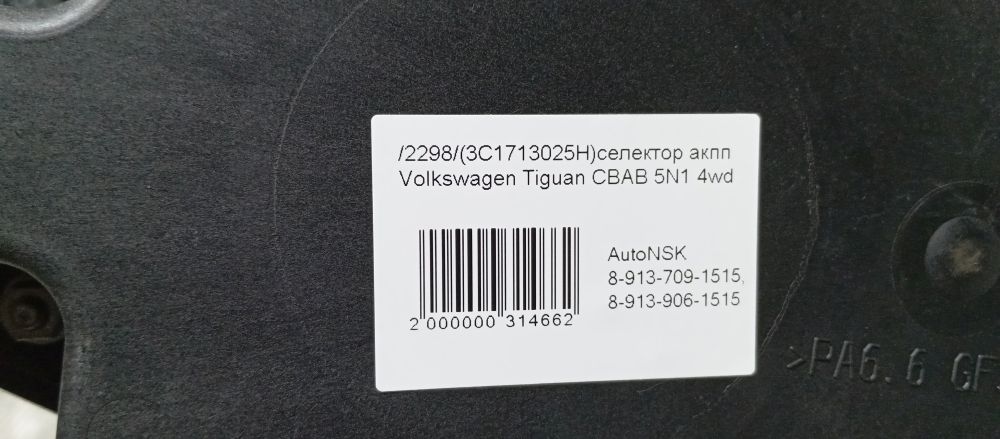 /2298/(3C1713025H)селектор акпп
Volkswagen Tiguan CBAB 5N1 4wd
AutoNSK
8-913-709-1515,
8-913-906-1515
2 000000 314662
>PA6.6 GF